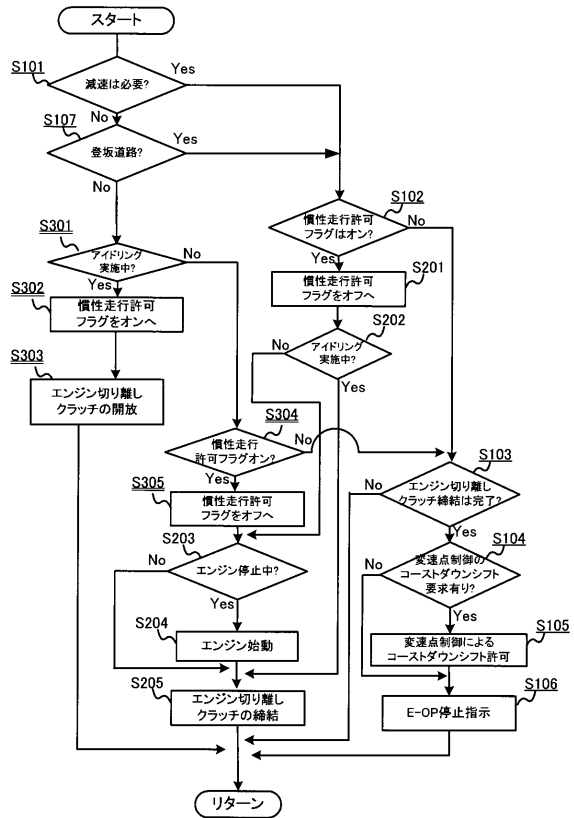 スタート
S101
減速は必要?
Yes
No
S107
登坂道路?
Yes
No
S102
慣性走行許可
フラグはオン?
No
Yes
S301
アイドリング
実施中?
No
Yes
S201
慣性走行許可
フラグをオフへ
S302
慣性走行許可
フラグをオンへ
S202
アイドリング
実施中?
No
Yes
S303
エンジン切り離し
クラッチの開放
S304
慣性走行
許可フラグオン?
No
Yes
S103
エンジン切り離し
クラッチ締結は完了?
No
Yes
S305
慣性走行許可
フラグをオフへ
S203
エンジン停止中?
No
Yes
S104
変速点制御の
コーストダウンシフト
要求有り?
No
Yes
S204
エンジン始動
S105
変速点制御による
コーストダウンシフト許可
S205
エンジン切り離し
クラッチの締結
S106
E-OP停止指示
リターン